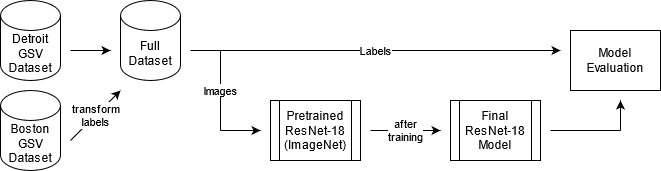 Detroit
GSV
Dataset
Full
Dataset
Labels
Model
Evaluation
Images
transform
labels
Boston
GSV
Dataset
Pretrained
ResNet-18
(ImageNet)
after
training
Final
ResNet-18
Model